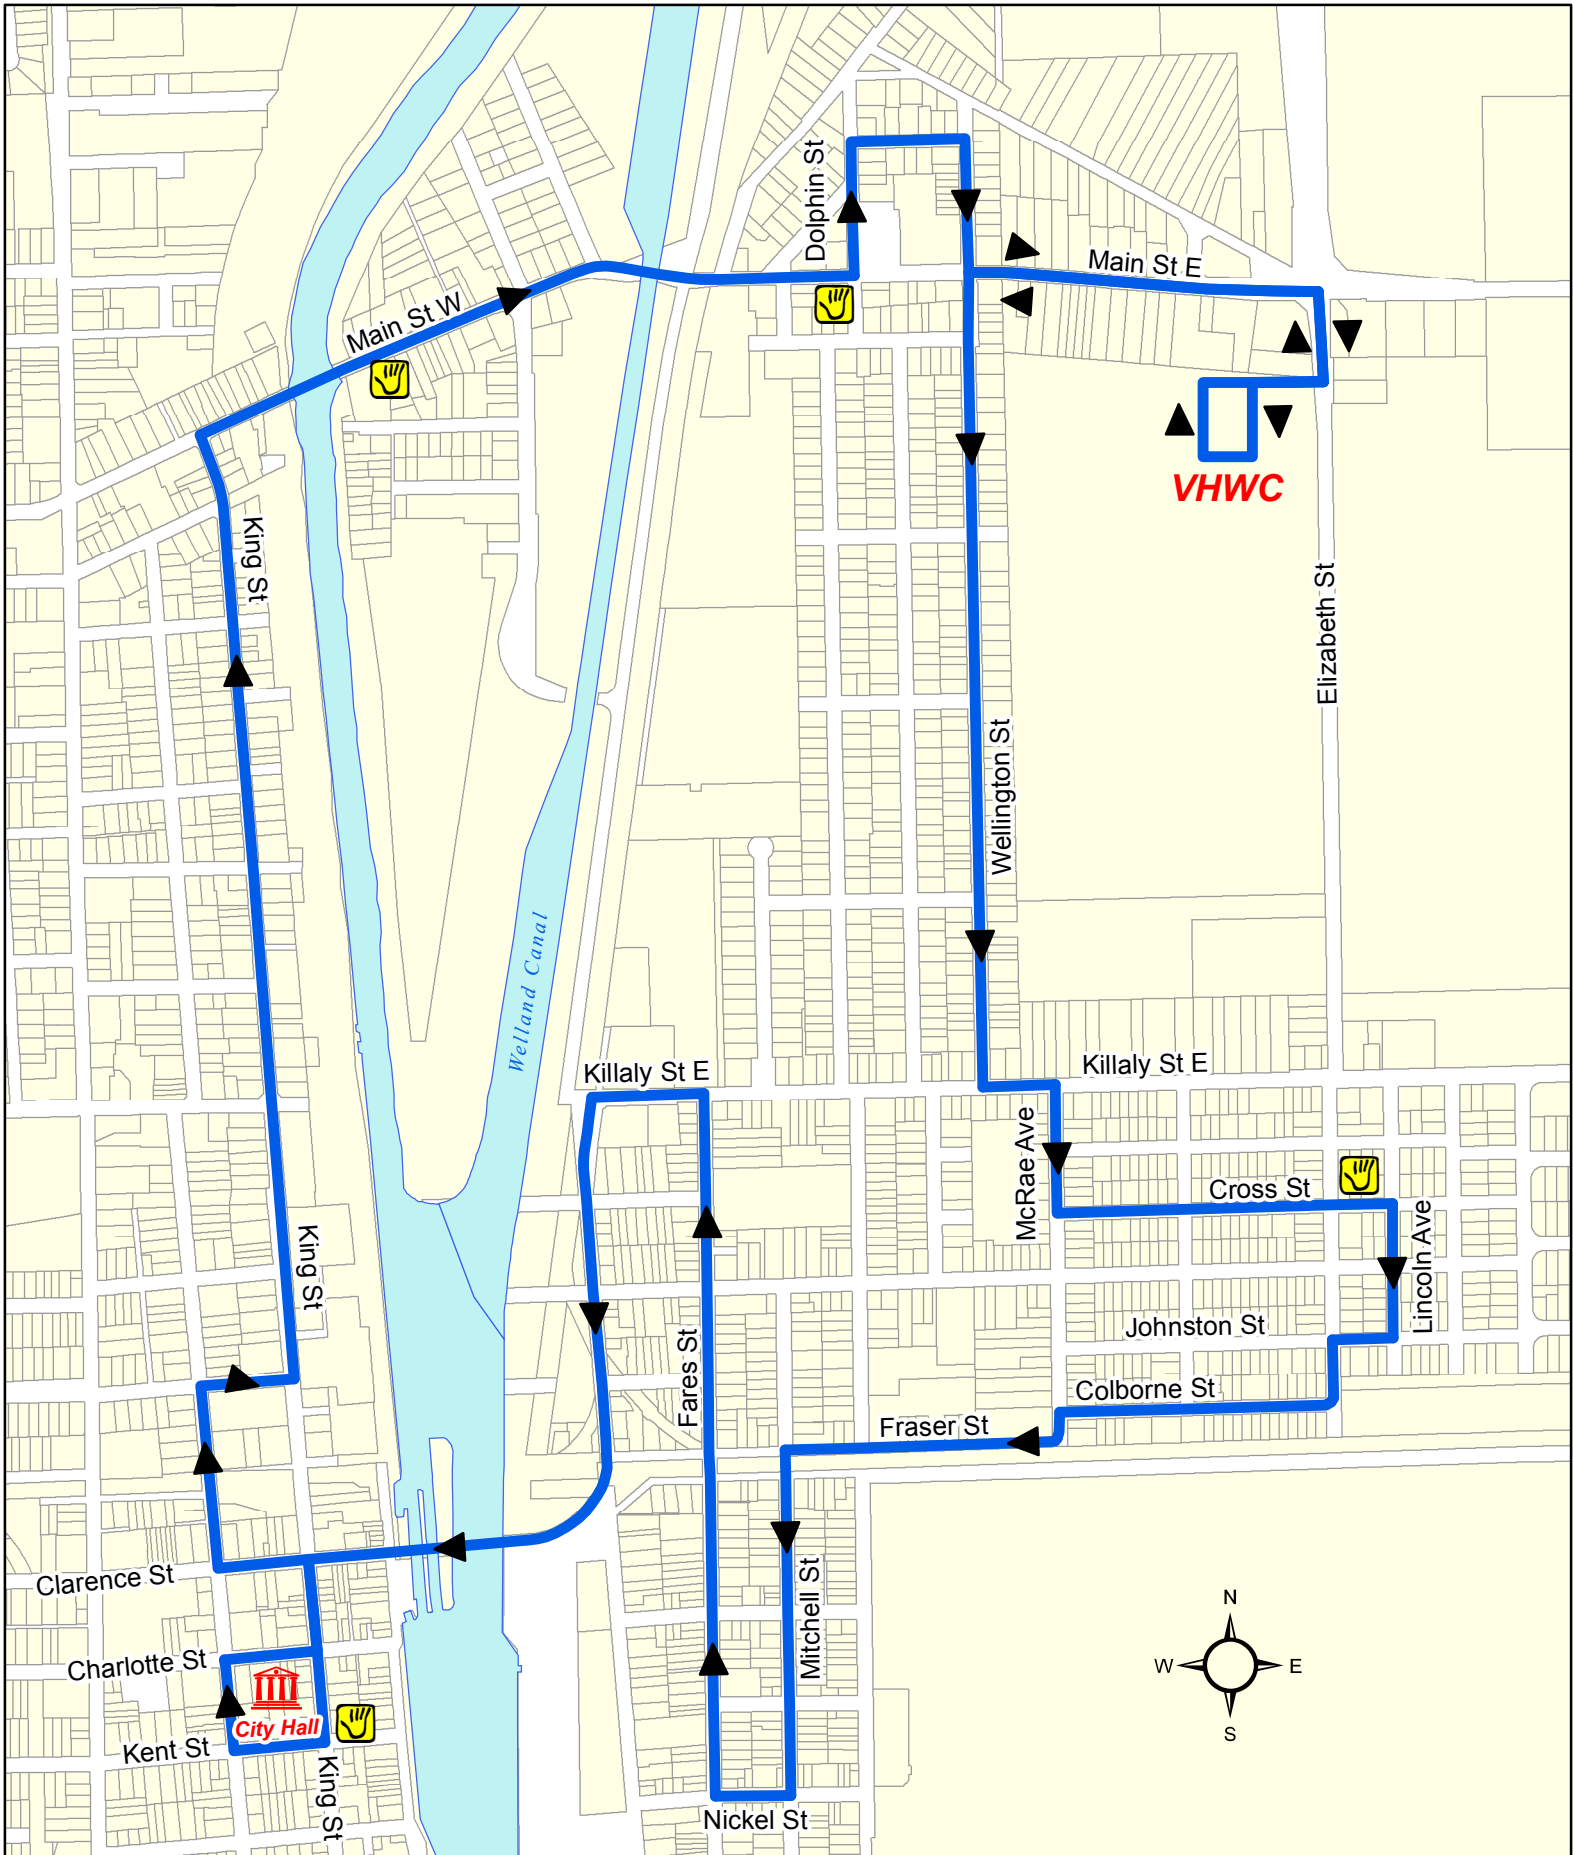 Dolphin St
Main St E
Main St W
VHWC
King St
Elizabeth St
Wellington St
Welland Canal
Killaly St E
Killaly St E
McRae Ave
Cross St
Lincoln Ave
King St
Johnston St
Fares St
Colborne St
Fraser St
Clarence St
Mitchell St
N
W
E
S
Charlotte St
City Hall
Kent St
King St
Nickel St